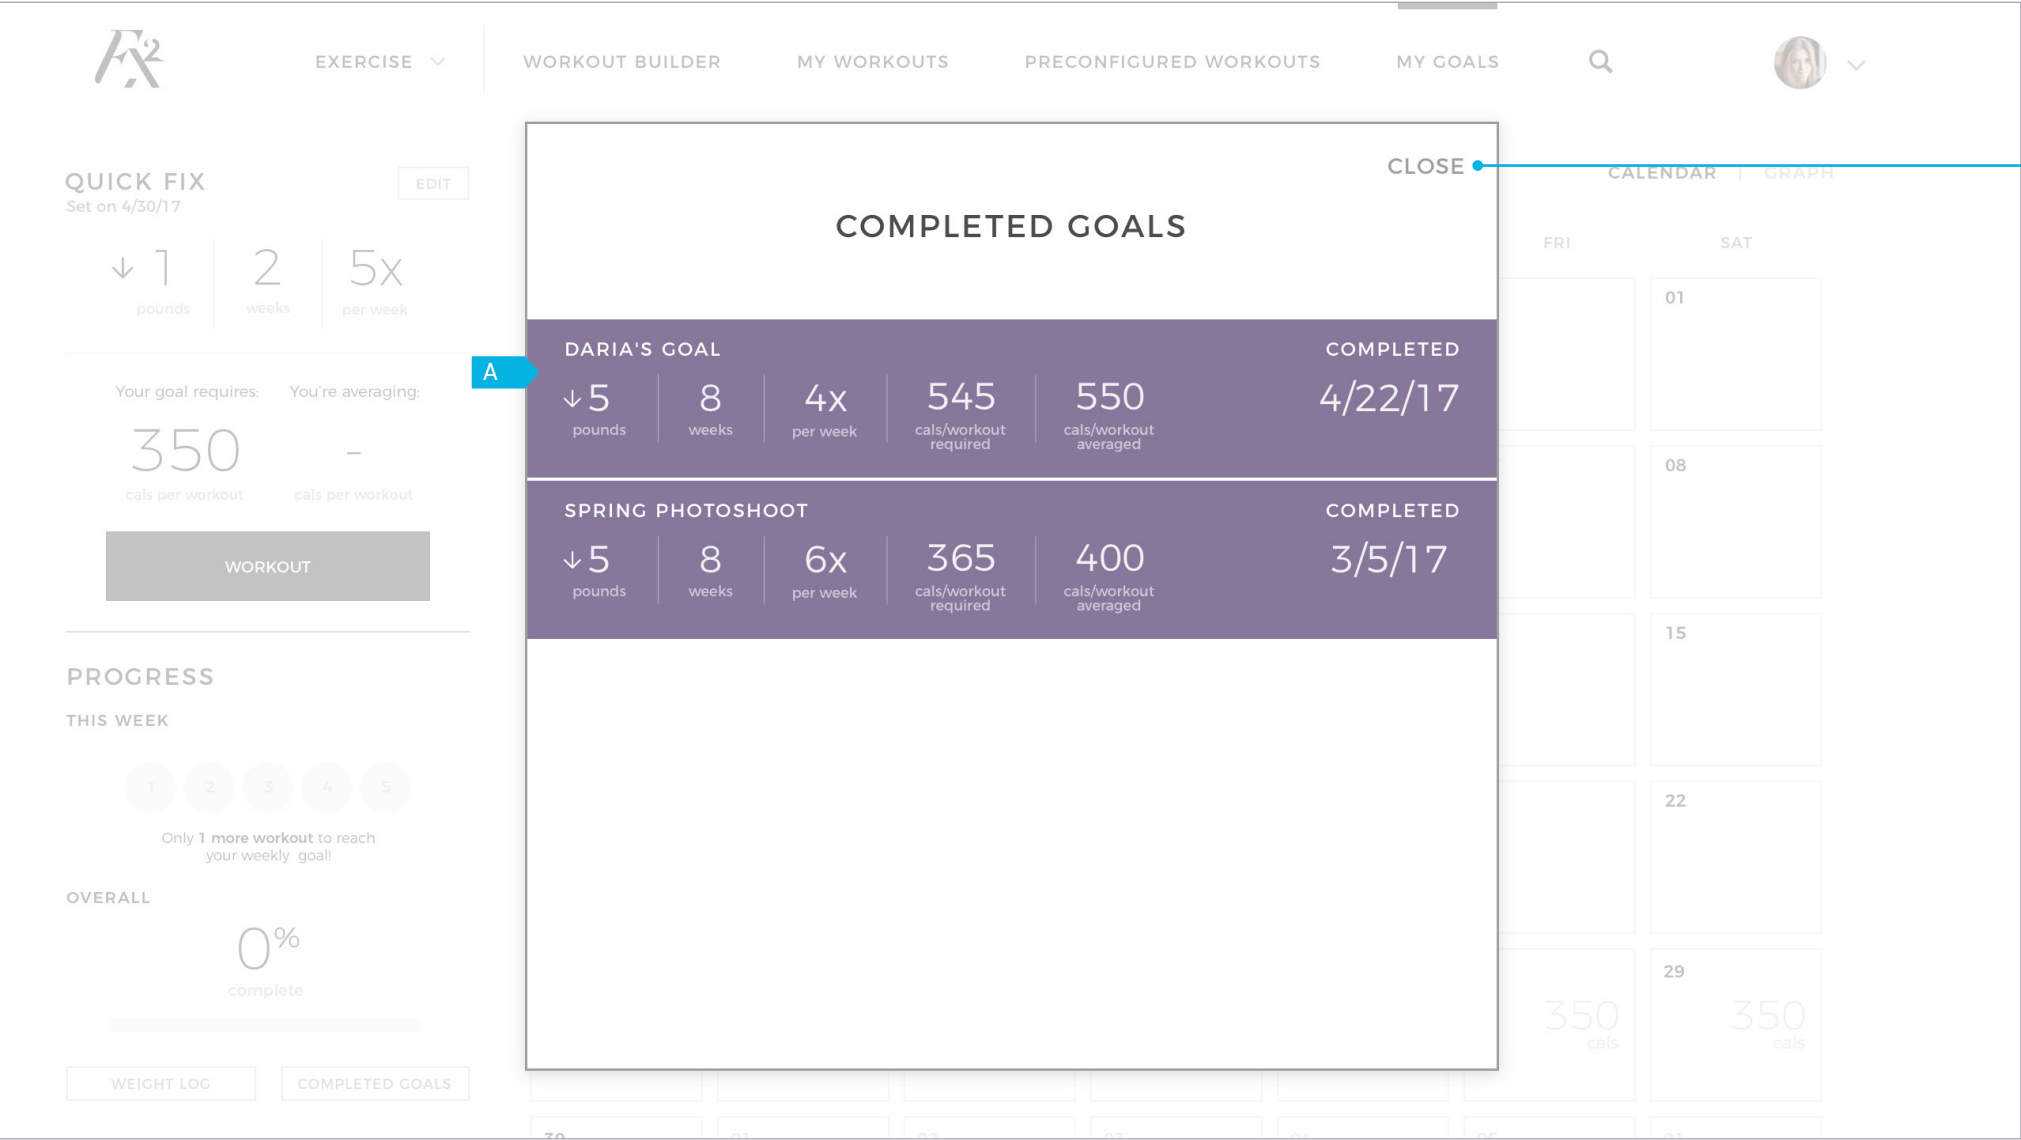 FX2
EXERCISE
WORKOUT BUILDER
MY WORKOUTS
PRECONFIGURED WORKOUTS
MY GOALS
QUICK FIX
EDIT
Set on 4/30/17
1
pounds
2
weeks
5x
per week
Your goal requires:
350
cals per workout
You're averaging:
-
cals per workout
WORKOUT
PROGRESS
THIS WEEK
1 2 3 4 5
Only 1 more workout to reach
your weekly goal!
OVERALL
0%
complete
WEIGHT LOG
COMPLETED GOALS
CLOSE
COMPLETED GOALS
A
DARIA'S GOAL
5
pounds
8
weeks
4x
per week
545
cals/workout
required
550
cals/workout
averaged
COMPLETED
4/22/17
SPRING PHOTOSHOOT
5
pounds
8
weeks
6x
per week
365
cals/workout
required
400
cals/workout
averaged
COMPLETED
3/5/17
CALENDAR | GRAPH
FRI
SAT
01
08
15
22
29
350
cals
350
cals